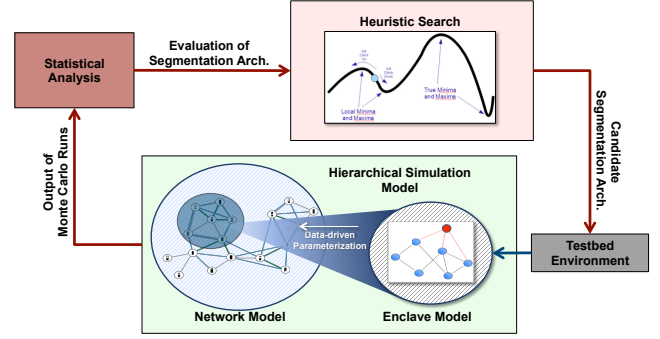 Heuristic Search
Statistical
Analysis
Evaluation of
Segmentation Arch.
Local Minima
and Maxima
True Minima
and Maxima
Candidate
Segmentation Arch.
Output of
Monte Carlo Runs
Hierarchical Simulation
Model
Data-driven
Parameterization
Testbed
Environment
Network Model
Enclave Model